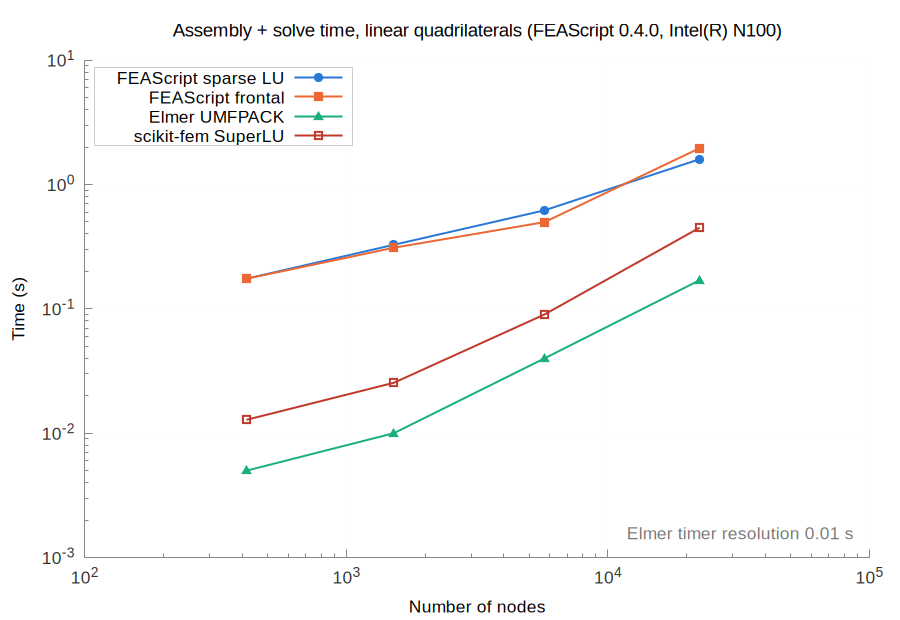 Assembly + solve time, linear quadrilaterals (FEAScript 0.4.0, Intel(R) N100)
FEAScript sparse LU
FEAScript frontal
Elmer UMFPACK
scikit-fem SuperLU
10^1
10^0
10^-1
10^-2
10^-3
Time (s)
Elmer timer resolution 0.01 s
10^2 10^3 10^4 10^5
Number of nodes